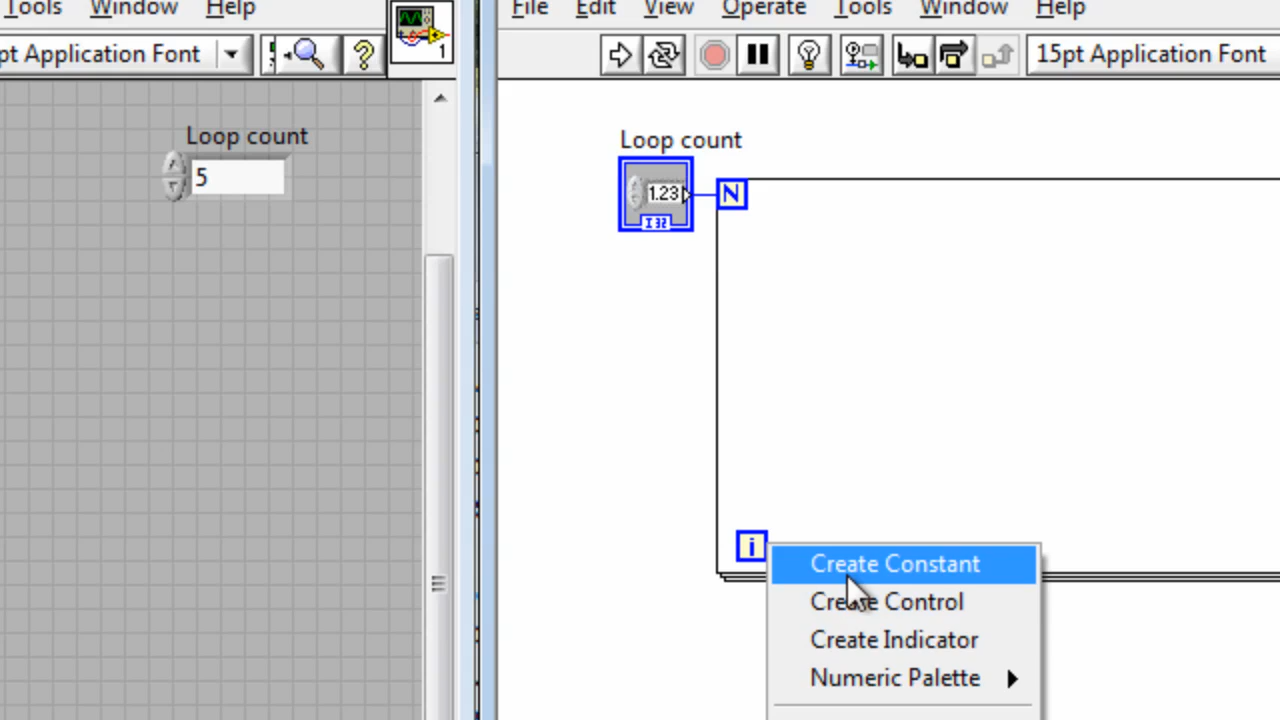 Tools Window Help
pt Application Font
1
Loop count
5
File Edit View Operate Tools Window Help
15pt Application Font
Loop count
1.23
I32
N
i
Create Constant
Create Control
Create Indicator
Numeric Palette